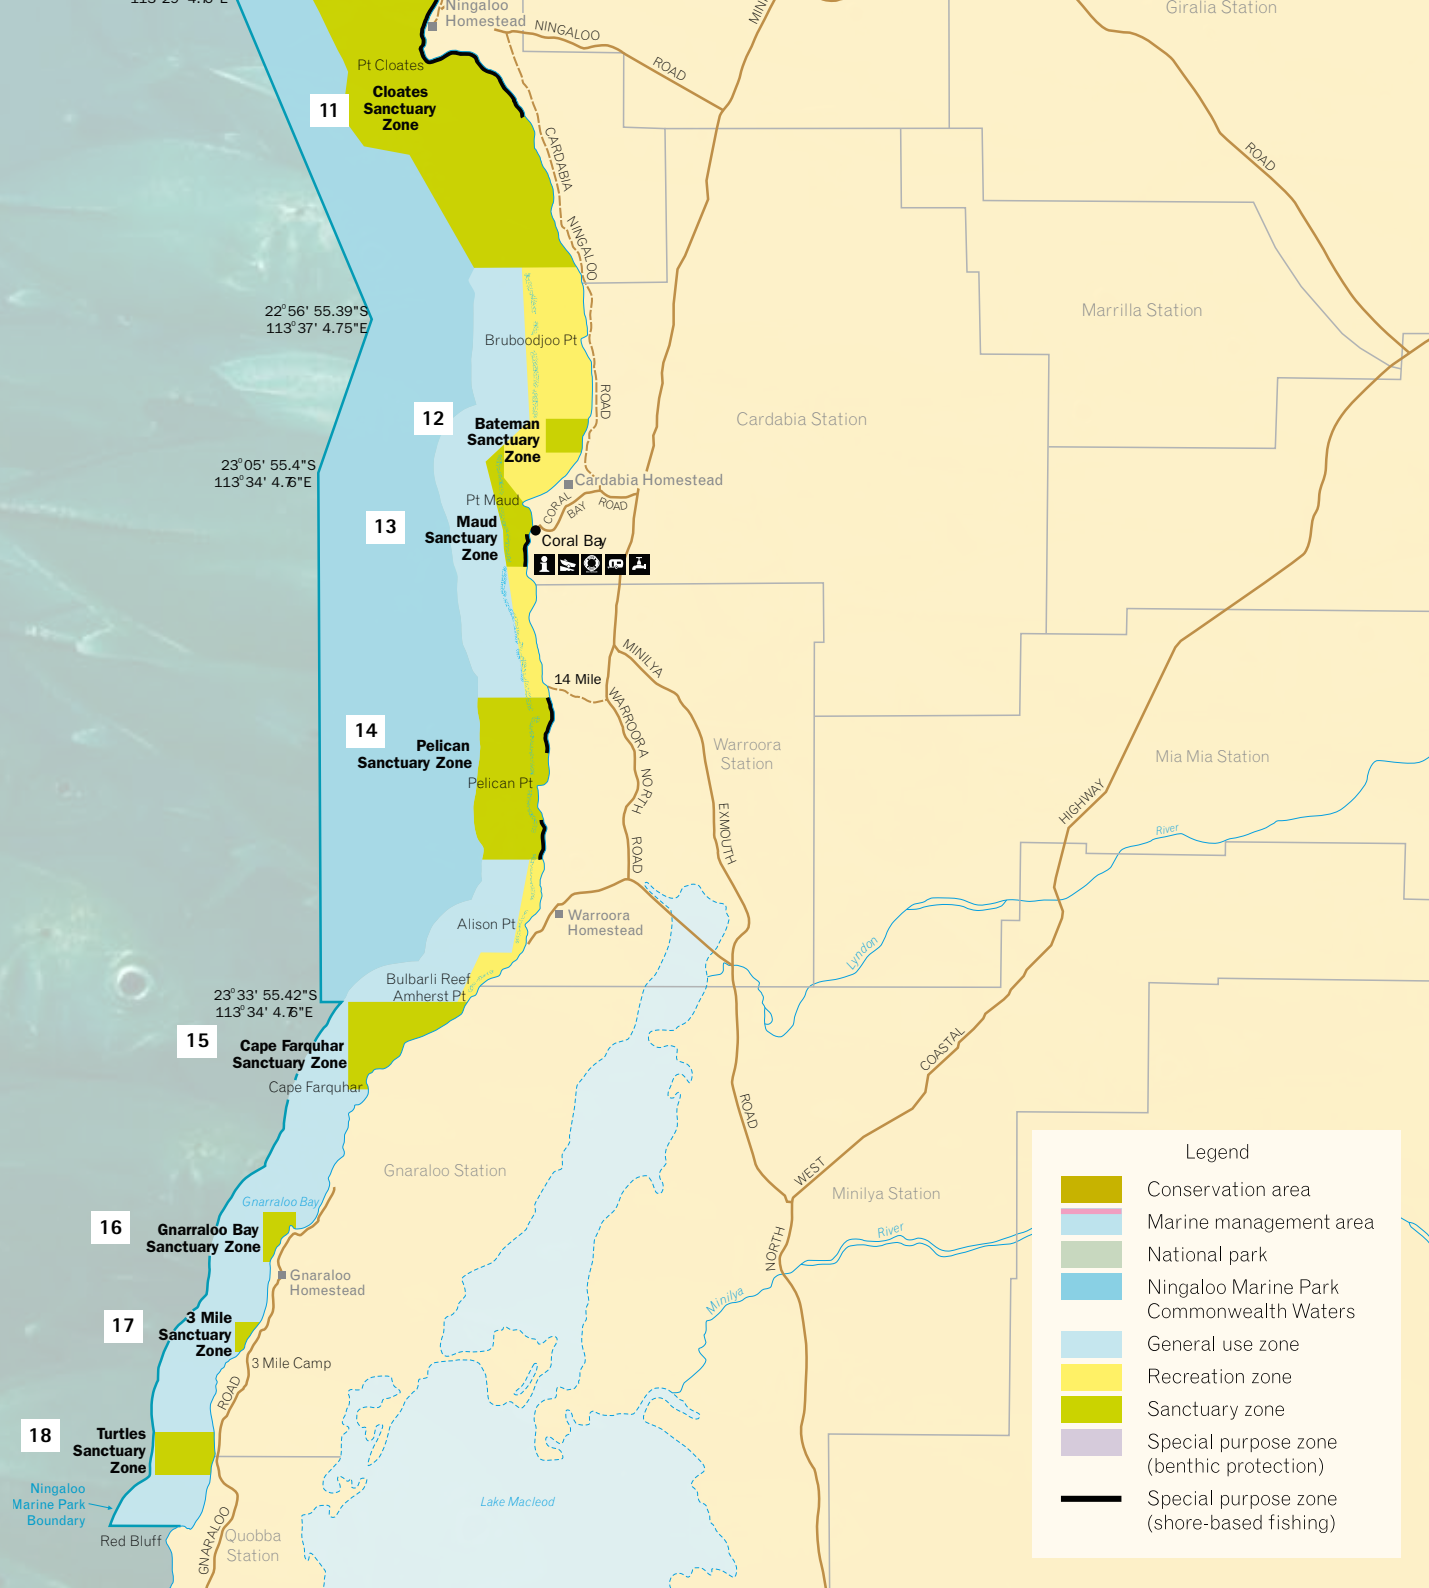 Ningaloo
Homestead
NINGALOO
ROAD
Giralia Station
Pt Cloates
11
Cloates
Sanctuary
Zone
CARDABIA
NINGALOO
ROAD
ROAD
22°56' 55.39"S
113°37' 4.75"E
Bruboodjoo Pt
Marrilla Station
12
Bateman
Sanctuary
Zone
Cardabia Station
23°05' 55.4"S
113°34' 4.76"E
Cardabia Homestead
Pt Maud
CORAL
BAY
ROAD
13
Maud
Sanctuary
Zone
Coral Bay
14 Mile
MINILYA
WARROORA NORTH
ROAD
14
Pelican
Sanctuary Zone
Pelican Pt
Warroora
Station
Mia Mia Station
EXMOUTH
HIGHWAY
River
Alison Pt
Warroora
Homestead
Lyndon
Bulbarli Reef
Amherst Pt
23°33' 55.42"S
113°34' 4.76"E
15
Cape Farquhar
Sanctuary Zone
Cape Farquhar
COASTAL
ROAD
Gnaraloo Station
WEST
Minilya Station
Gnarraloo Bay
16
Gnarraloo Bay
Sanctuary Zone
NORTH
River
Minilya
Gnaraloo
Homestead
17
3 Mile
Sanctuary
Zone
3 Mile Camp
ROAD
18
Turtles
Sanctuary
Zone
Ningaloo
Marine Park
Boundary
Lake Macleod
Red Bluff
GNARALOO
Quobba
Station
Legend
Conservation area
Marine management area
National park
Ningaloo Marine Park
Commonwealth Waters
General use zone
Recreation zone
Sanctuary zone
Special purpose zone
(benthic protection)
Special purpose zone
(shore-based fishing)